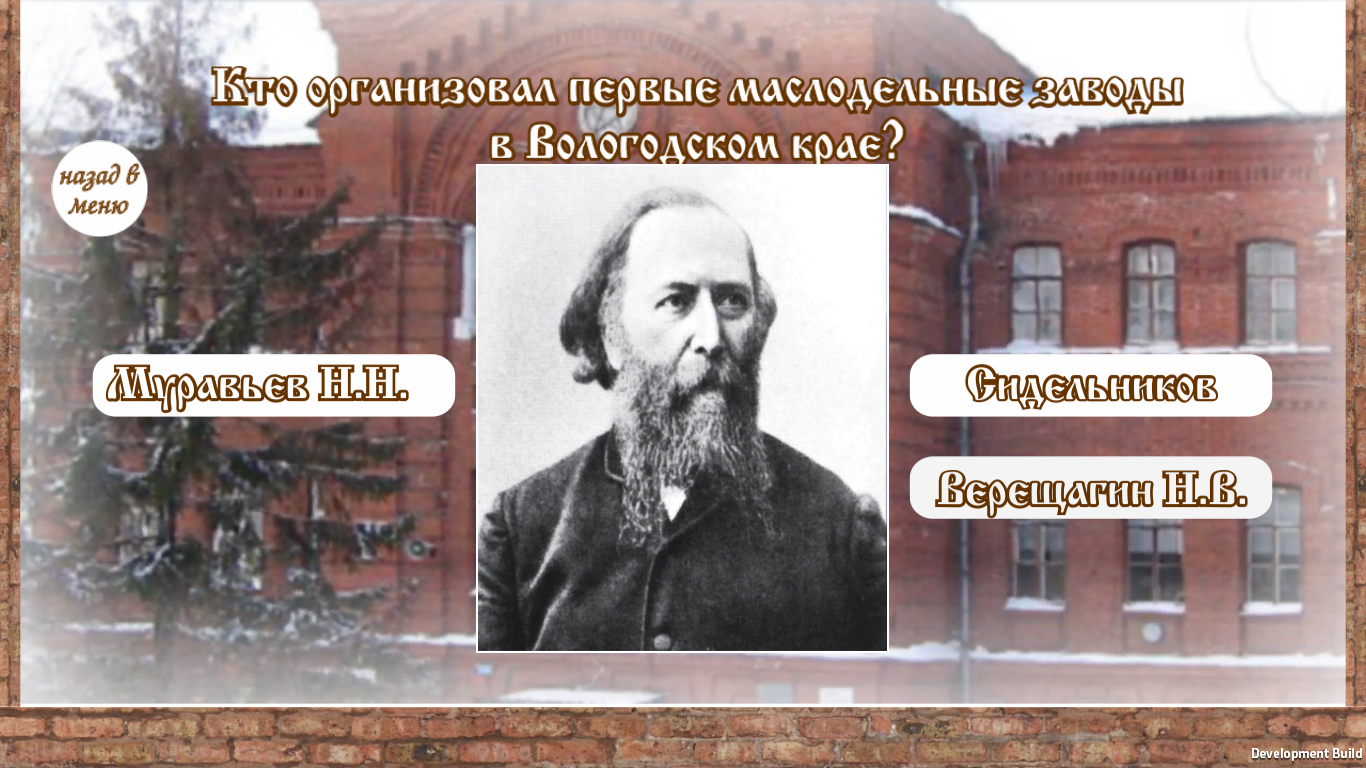 Кто организовал первые маслодельные заводы
в Вологодском крае?
назад в
меню
Муравьев Н.Н.
Сидельников
Верещагин Н.В.
Development Build